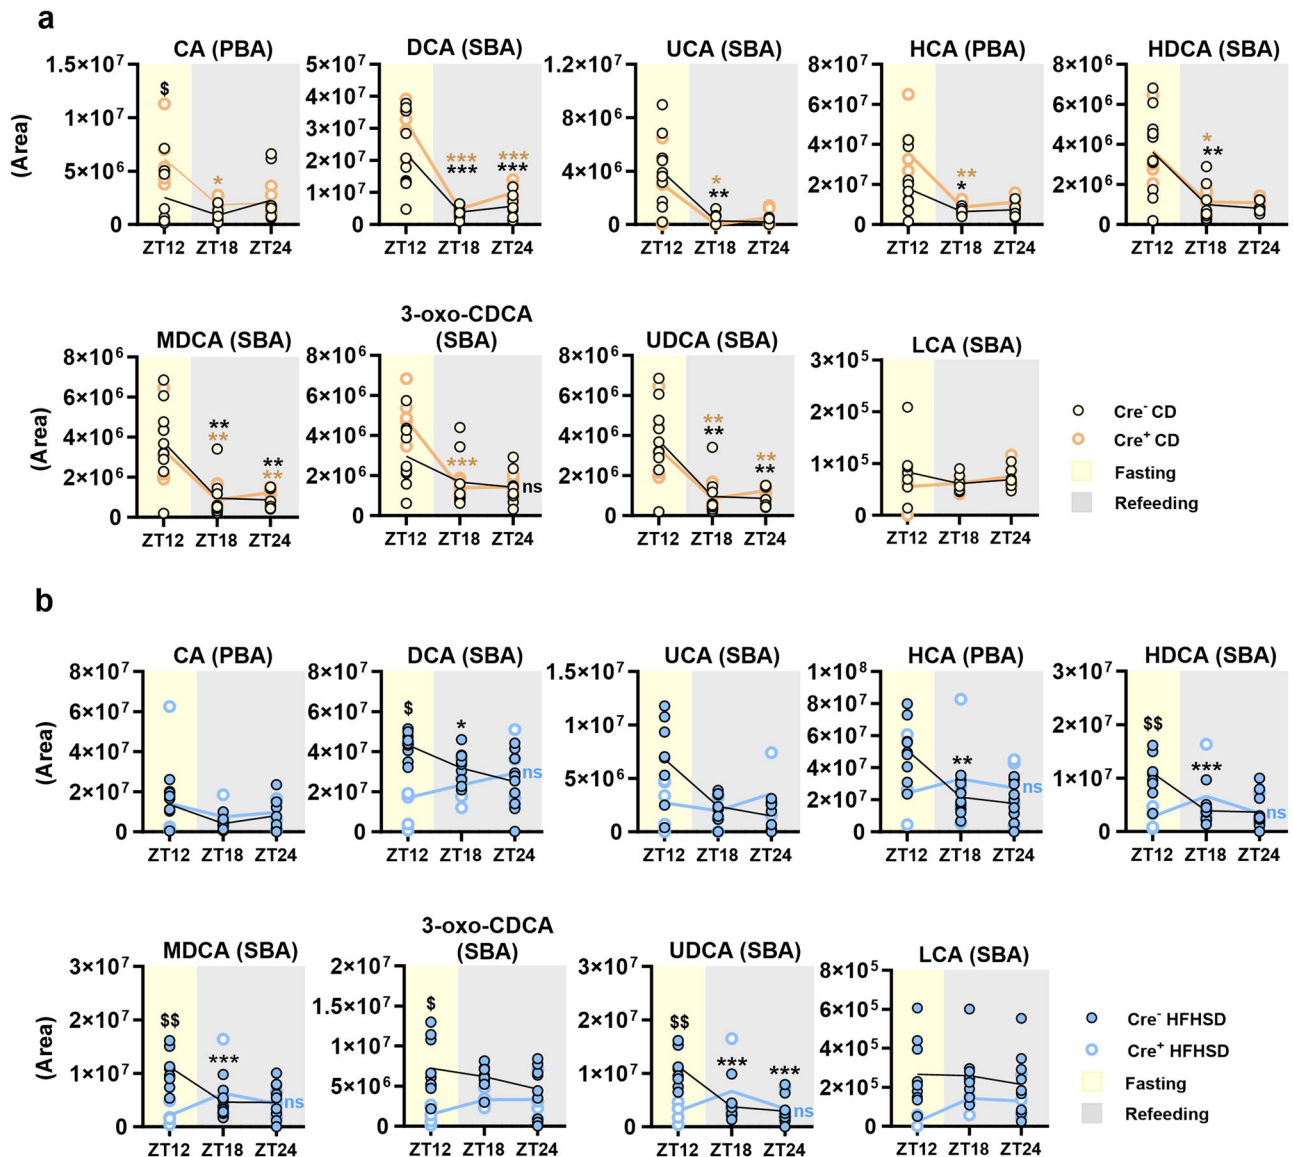 a
CA (PBA)
DCA (SBA)
UCA (SBA)
HCA (PBA)
HDCA (SBA)
(Area)
1.5×10⁷
1×10⁷
5×10⁶
0
$
*
ZT12 ZT18 ZT24
5×10⁷
4×10⁷
3×10⁷
2×10⁷
1×10⁷
0
*** ***
*** ***
ZT12 ZT18 ZT24
1.2×10⁷
8×10⁶
4×10⁶
0
*
**
ZT12 ZT18 ZT24
8×10⁷
6×10⁷
4×10⁷
2×10⁷
0
**
*
ZT12 ZT18 ZT24
8×10⁶
6×10⁶
4×10⁶
2×10⁶
0
*
**
ZT12 ZT18 ZT24
MDCA (SBA)
3-oxo-CDCA
(SBA)
UDCA (SBA)
LCA (SBA)
(Area)
8×10⁶
6×10⁶
4×10⁶
2×10⁶
0
**
**
**
**
ZT12 ZT18 ZT24
8×10⁶
6×10⁶
4×10⁶
2×10⁶
0
***
ns
ZT12 ZT18 ZT24
8×10⁶
6×10⁶
4×10⁶
2×10⁶
0
**
**
**
**
ZT12 ZT18 ZT24
3×10⁵
2×10⁵
1×10⁵
0
ZT12 ZT18 ZT24
Cre⁻ CD
Cre⁺ CD
Fasting
Refeeding
b
CA (PBA)
DCA (SBA)
UCA (SBA)
HCA (PBA)
HDCA (SBA)
(Area)
8×10⁷
6×10⁷
4×10⁷
2×10⁷
0
ZT12 ZT18 ZT24
8×10⁷
6×10⁷
4×10⁷
2×10⁷
0
$
*
ns
ZT12 ZT18 ZT24
1.5×10⁷
1×10⁷
5×10⁶
0
ZT12 ZT18 ZT24
1×10⁸
8×10⁷
6×10⁷
4×10⁷
2×10⁷
0
**
ns
ZT12 ZT18 ZT24
3×10⁷
2×10⁷
1×10⁷
0
$$
***
ns
ZT12 ZT18 ZT24
MDCA (SBA)
3-oxo-CDCA
(SBA)
UDCA (SBA)
LCA (SBA)
(Area)
3×10⁷
2×10⁷
1×10⁷
0
$$
***
ns
ZT12 ZT18 ZT24
2×10⁷
1.5×10⁷
1×10⁷
5×10⁶
0
$
ZT12 ZT18 ZT24
3×10⁷
2×10⁷
1×10⁷
0
$$
***
***
ns
ZT12 ZT18 ZT24
8×10⁵
6×10⁵
4×10⁵
2×10⁵
0
ZT12 ZT18 ZT24
Cre⁻ HFHSD
Cre⁺ HFHSD
Fasting
Refeeding